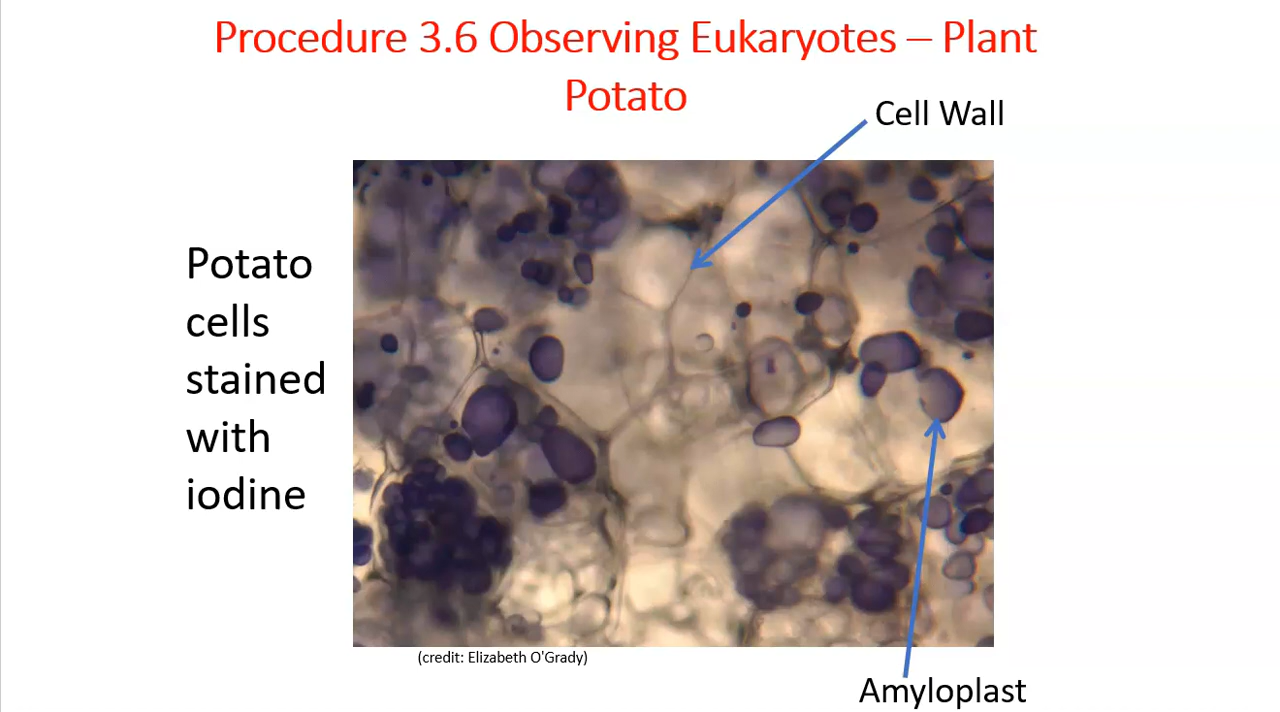 Procedure 3.6 Observing Eukaryotes – Plant
Potato
Cell Wall
Potato
cells
stained
with
iodine
(credit: Elizabeth O'Grady)
Amyloplast